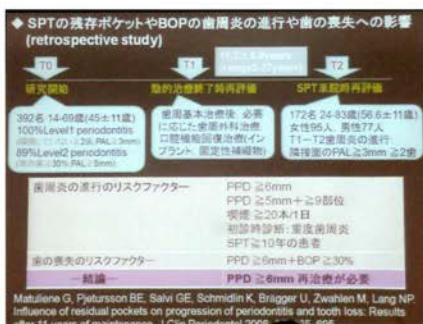 ◆ SPTの残存ポケットやBOPの歯周炎の進行や歯の喪失への影響
(retrospective study)
T0
T1
T2
研究開始
動的治療終了時再評価
SPT来院時再評価
392名 14-69歳(45±11歳)
100%Level1 periodontitis
89%Level2 periodontitis
歯周基本治療後、必要
に応じた歯周外科治療、
口腔機能回復治療(イン
プラント、固定性補綴物)
172名 24-83歳(56.6±11歳)
女性95人、男性77人
T1−T2歯周炎の進行:
隣接面のPAL≧3mm ≧2歯
歯周炎の進行のリスクファクター
PPD ≧6mm
PPD ≧5mm+≧9部位
喫煙 ≧20本/1日
初診時診断:重度歯周炎
SPT≧10年の患者
歯の喪失のリスクファクター
PPD ≧6mm+BOP ≧30%
―結論―
PPD ≧6mm 再治療が必要
Matuliene G, Pjetursson BE, Salvi GE, Schmidlin K, Brägger U, Zwahlen M, Lang NP.
Influence of residual pockets on progression of periodontitis and tooth loss: Results
after 11 years of maintenance. J Clin Periodontol